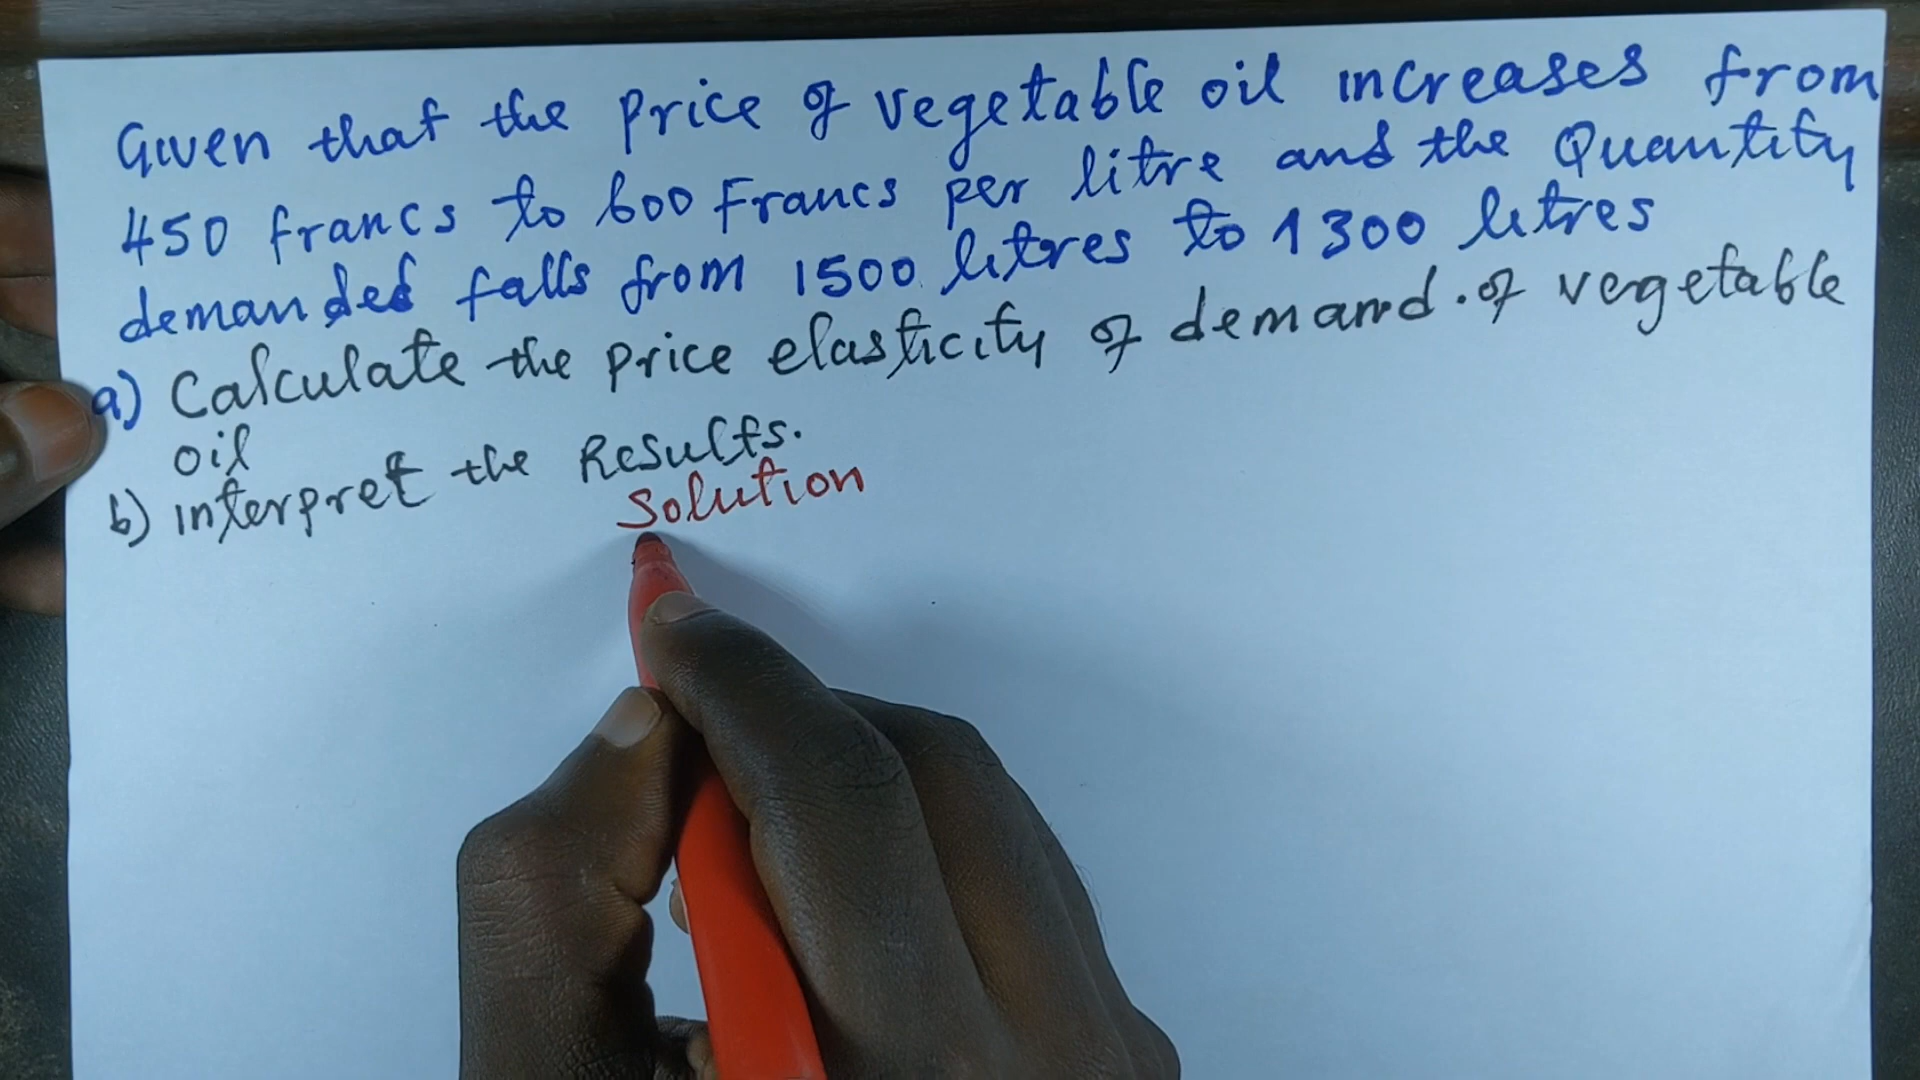 Given that the price of vegetable oil increases from
450 francs to 600 Francs per litre and the Quantity
demanded falls from 1500 litres to 1300 litres
a) Calculate the price elasticity of demand. of vegetable
oil
b) interpret the Results.
Solution